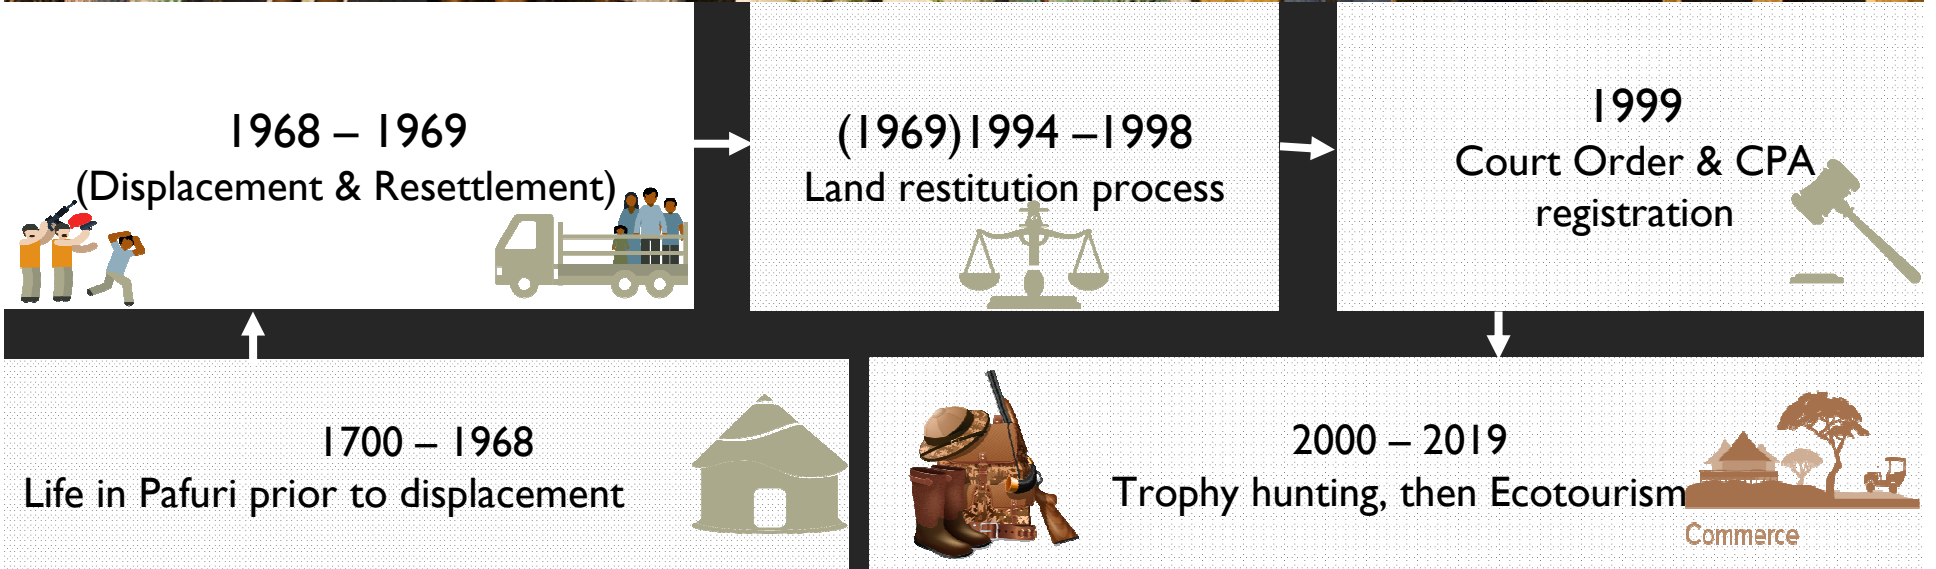 1968 – 1969
(Displacement & Resettlement)
(1969)1994 –1998
Land restitution process
1999
Court Order & CPA
registration
1700 – 1968
Life in Pafuri prior to displacement
2000 – 2019
Trophy hunting, then Ecotourism
Commerce